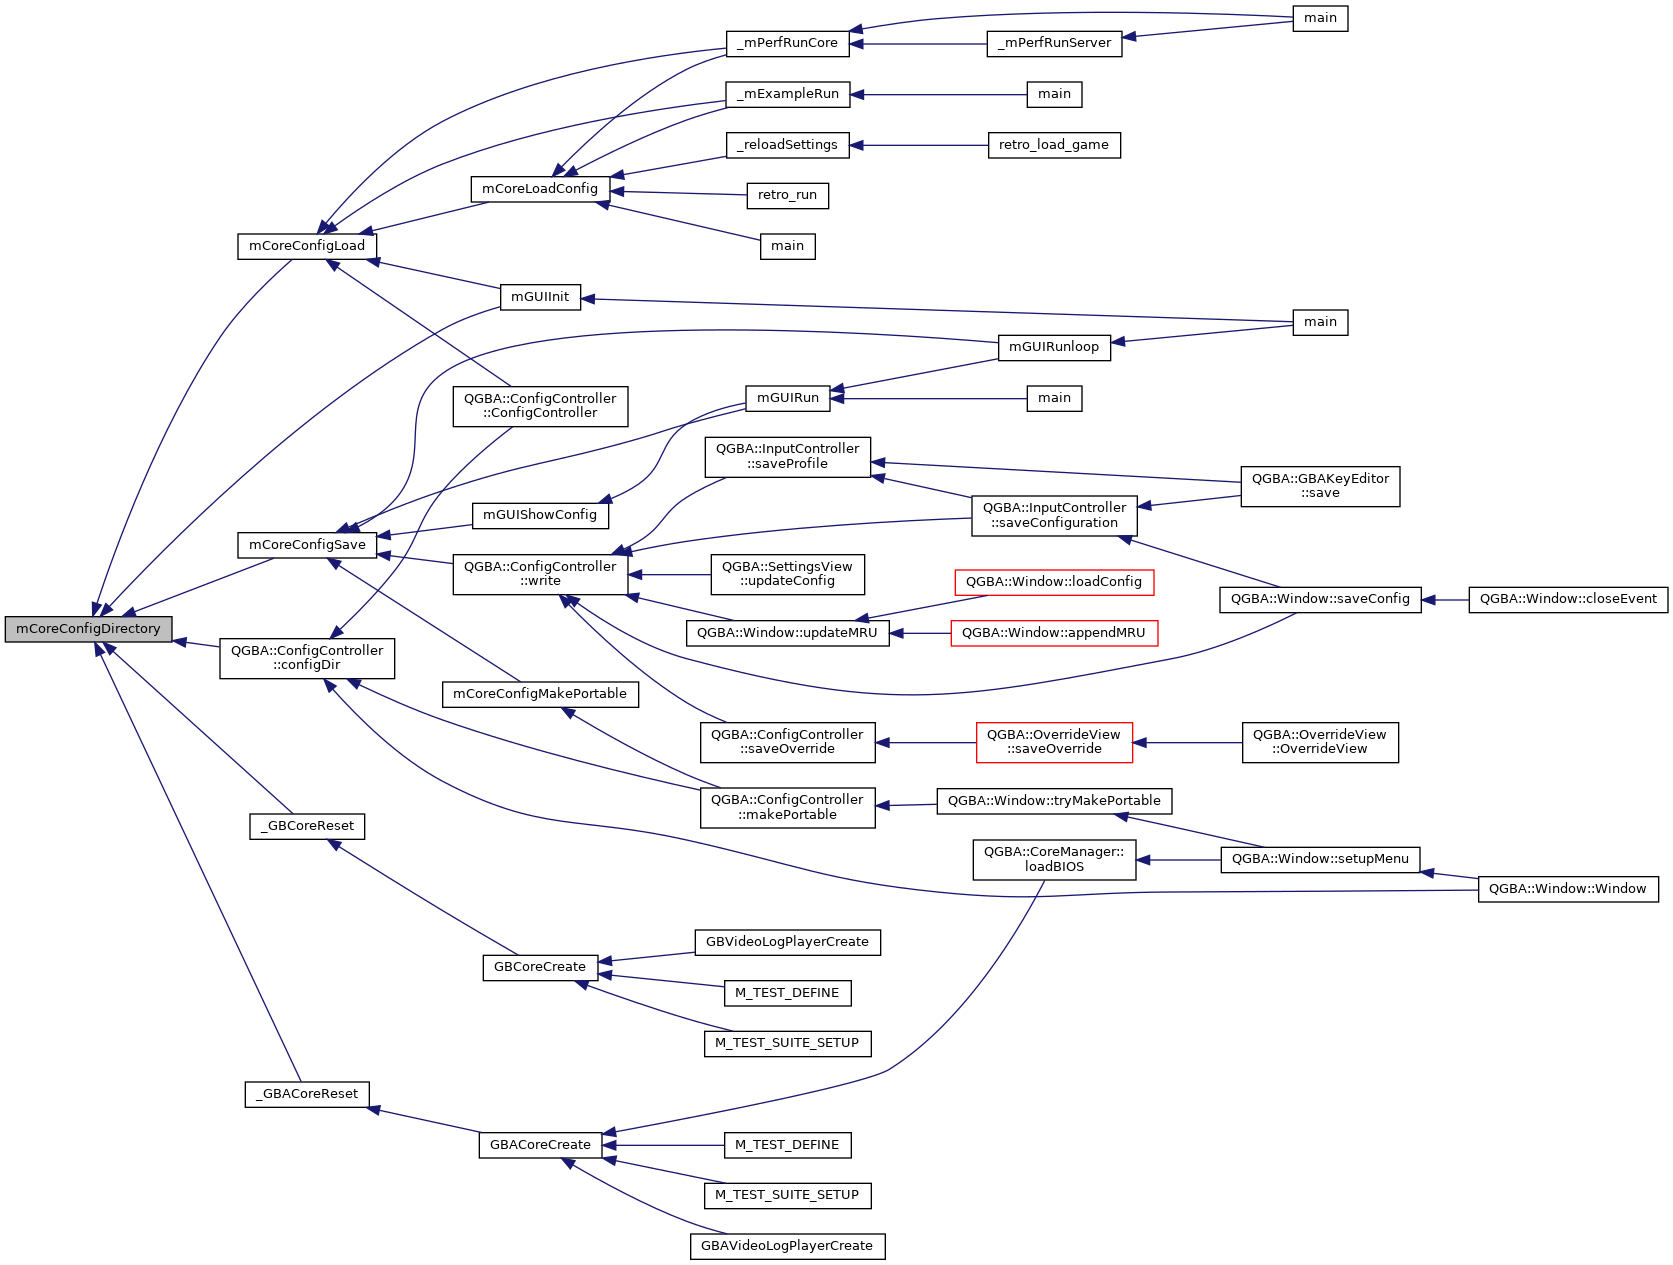 main
_mPerfRunCore
_mPerfRunServer
_mExampleRun
main
_reloadSettings
retro_load_game
mCoreLoadConfig
retro_run
mCoreConfigLoad
main
mGUIInit
main
mGUIRunloop
QGBA::ConfigController
::ConfigController
mGUIRun
main
QGBA::InputController
::saveProfile
QGBA::GBAKeyEditor
::save
mGUIShowConfig
QGBA::InputController
::saveConfiguration
mCoreConfigSave
QGBA::ConfigController
::write
QGBA::SettingsView
::updateConfig
QGBA::Window::loadConfig
QGBA::Window::saveConfig
QGBA::Window::closeEvent
mCoreConfigDirectory
QGBA::Window::updateMRU
QGBA::Window::appendMRU
QGBA::ConfigController
::configDir
mCoreConfigMakePortable
QGBA::ConfigController
::saveOverride
QGBA::OverrideView
::saveOverride
QGBA::OverrideView
::OverrideView
QGBA::ConfigController
::makePortable
QGBA::Window::tryMakePortable
_GBCoreReset
QGBA::CoreManager::
loadBIOS
QGBA::Window::setupMenu
QGBA::Window::Window
GBVideoLogPlayerCreate
GBCoreCreate
M_TEST_DEFINE
M_TEST_SUITE_SETUP
_GBACoreReset
GBACoreCreate
M_TEST_DEFINE
M_TEST_SUITE_SETUP
GBAVideoLogPlayerCreate